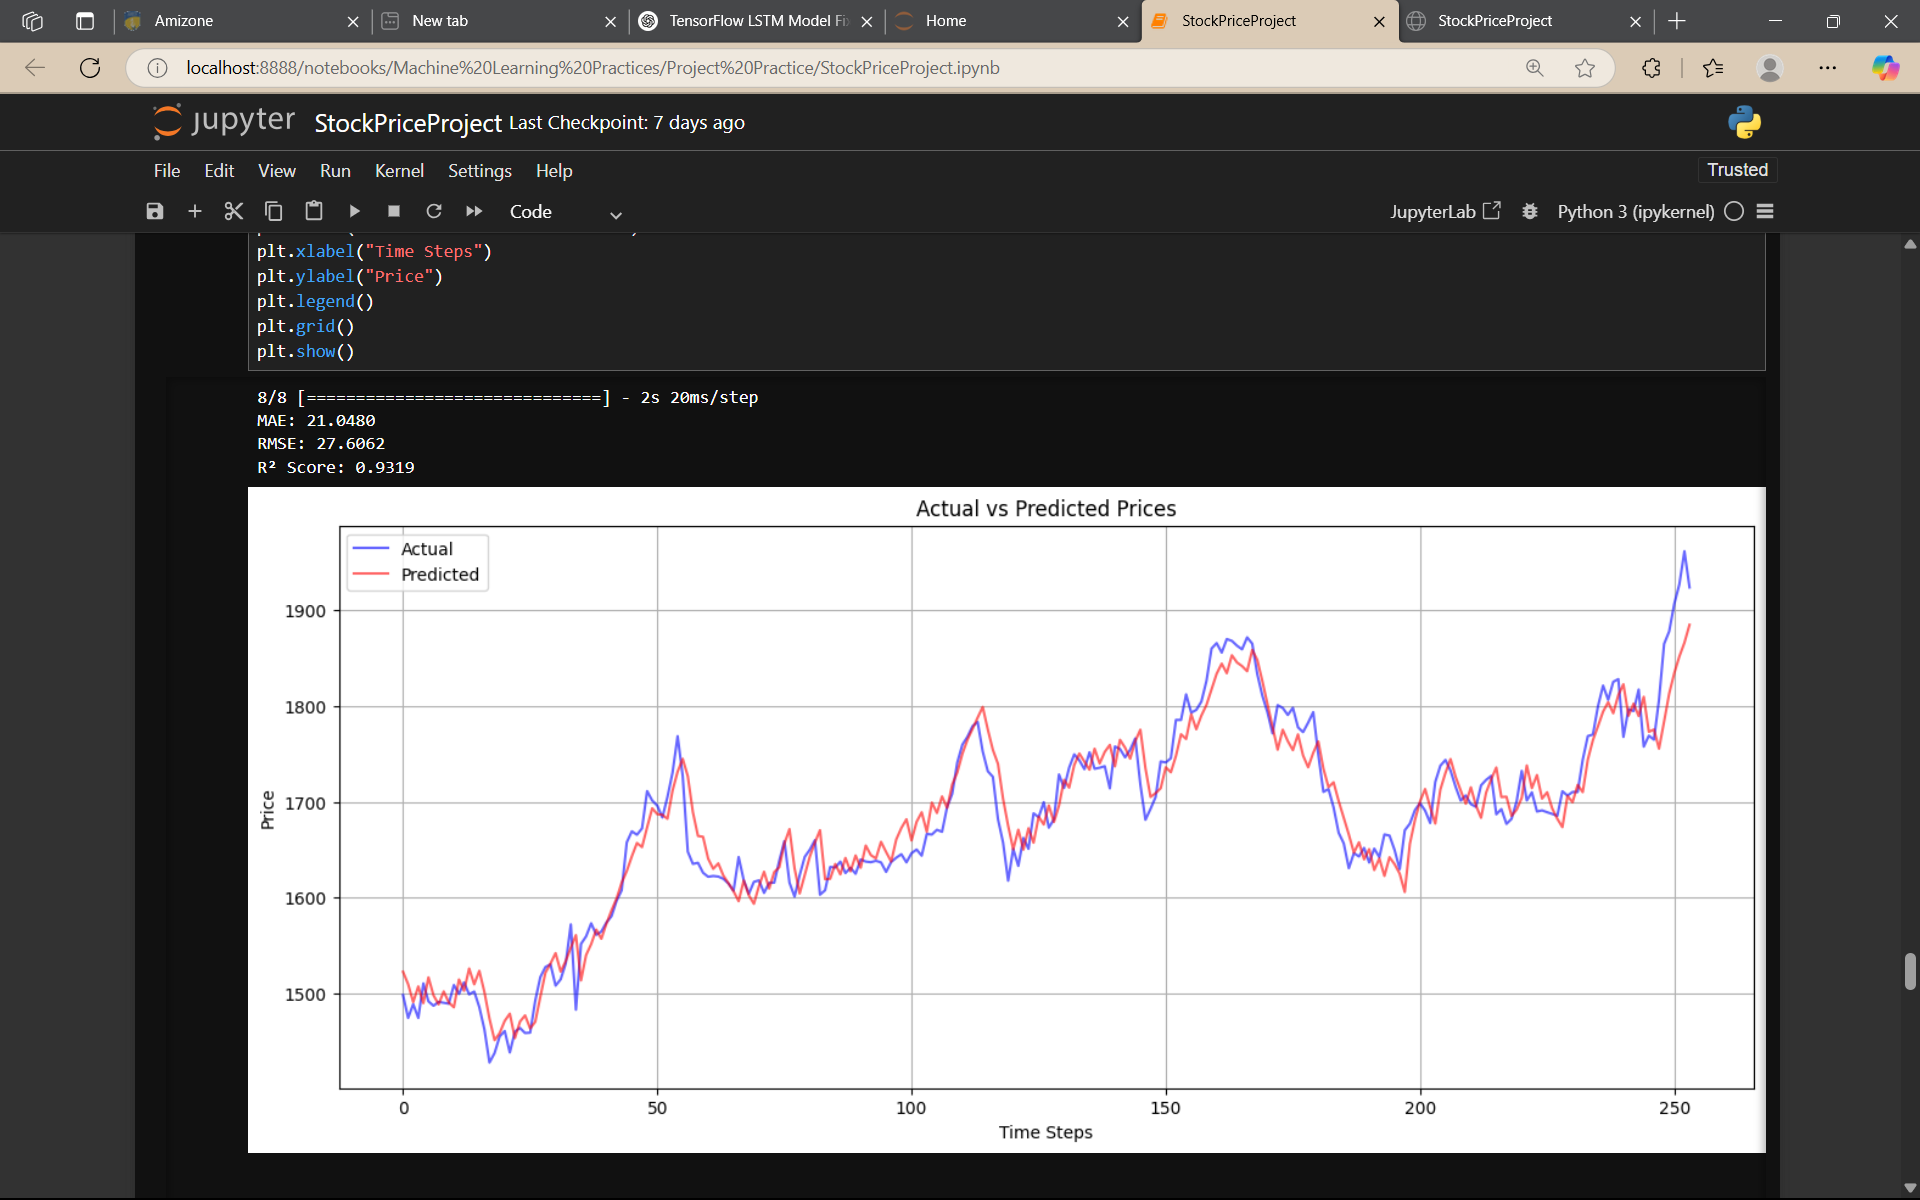 Amizone
New tab
TensorFlow LSTM Model Fi
Home
StockPriceProject
StockPriceProject
localhost:8888/notebooks/Machine%20Learning%20Practices/Project%20Practice/StockPriceProject.ipynb
jupyter StockPriceProject Last Checkpoint: 7 days ago
File Edit View Run Kernel Settings Help
Trusted
Code
JupyterLab
Python 3 (ipykernel)
plt.xlabel("Time Steps")
plt.ylabel("Price")
plt.legend()
plt.grid()
plt.show()
8/8 [==============================] - 2s 20ms/step
MAE: 21.0480
RMSE: 27.6062
R² Score: 0.9319
Actual vs Predicted Prices
Actual
Predicted
1900
1800
1700
1600
1500
Price
0 50 100 150 200 250
Time Steps